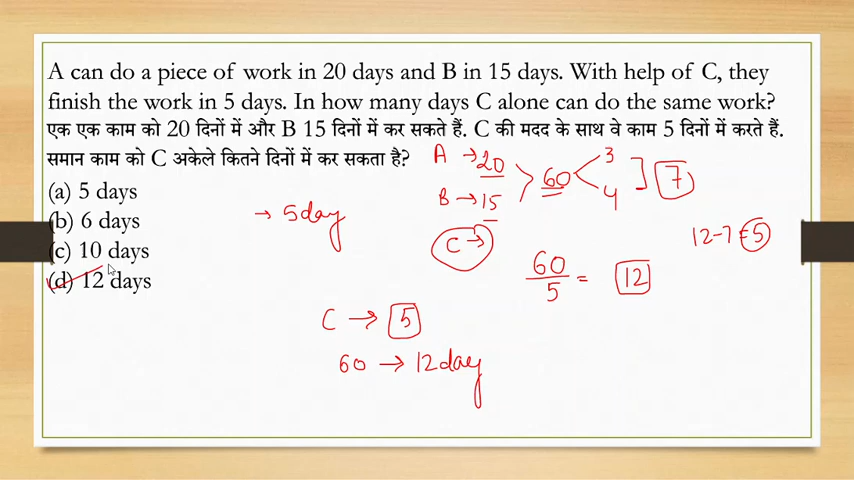 A can do a piece of work in 20 days and B in 15 days. With help of C, they
finish the work in 5 days. In how many days C alone can do the same work?
एक एक काम को 20 दिनों में और B 15 दिनों में कर सकते हैं. C की मदद के साथ वे काम 5 दिनों में करते हैं.
समान काम को C अकेले कितने दिनों में कर सकता है?
(a) 5 days
(b) 6 days
(c) 10 days
(d) 12 days
→ 5day
A → 20
B → 15
C →
60
3
4
7
12-7=5
60/5 = 12
C → 5
60 → 12day